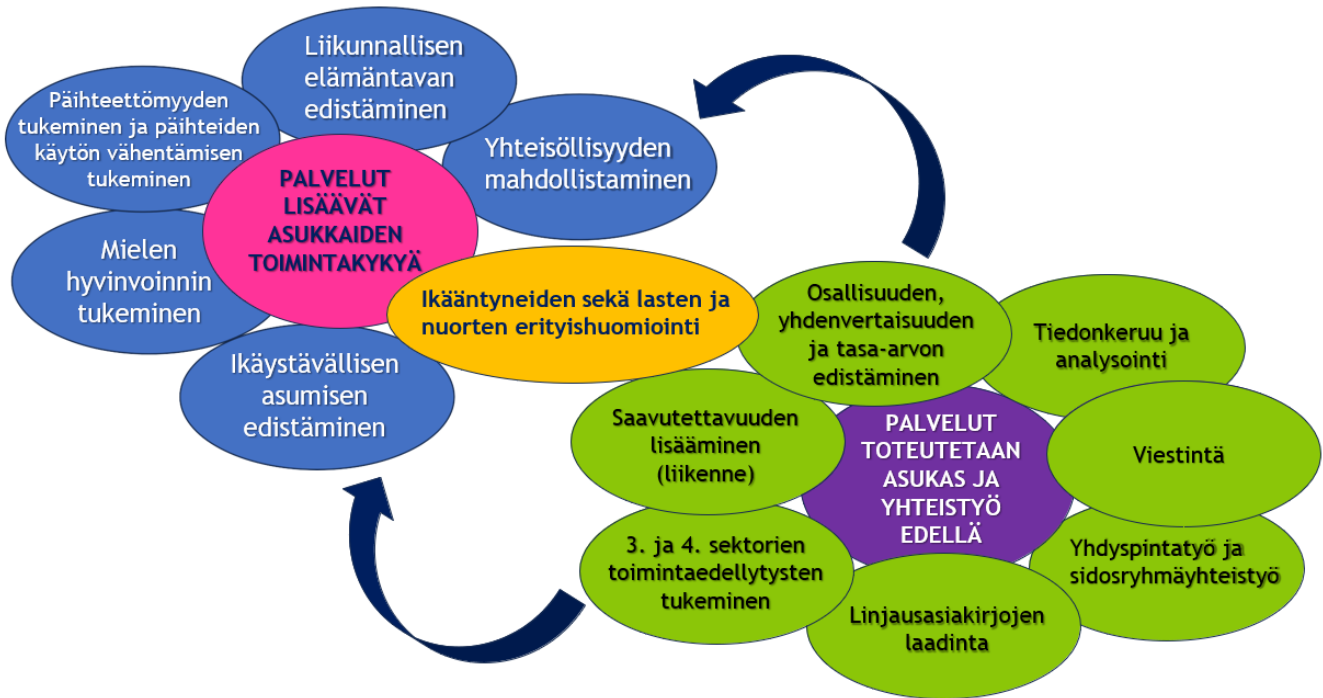 Liikunnallisen
elämäntavan
edistäminen
Päihteettömyyden
tukeminen ja päihteiden
käytön vähentämisen
tukeminen
Yhteisöllisyyden
mahdollistaminen
PALVELUT
LISÄÄVÄT
ASUKKAIDEN
TOIMINTAKYKYÄ
Mielen
hyvinvoinnin
tukeminen
Ikääntyneiden sekä lasten ja
nuorten erityishuomiointi
Ikäystävällisen
asumisen
edistäminen
Osallisuuden,
yhdenvertaisuuden
ja tasa-arvon
edistäminen
Tiedonkeruu ja
analysointi
Saavutettavuuden
lisääminen
(liikenne)
PALVELUT
TOTEUTETAAN
ASUKAS JA
YHTEISTYÖ
EDELLÄ
Viestintä
3. ja 4. sektorien
toimintaedellytysten
tukeminen
Yhdyspintatyö ja
sidosryhmäyhteistyö
Linjausasiakirjojen
laadinta